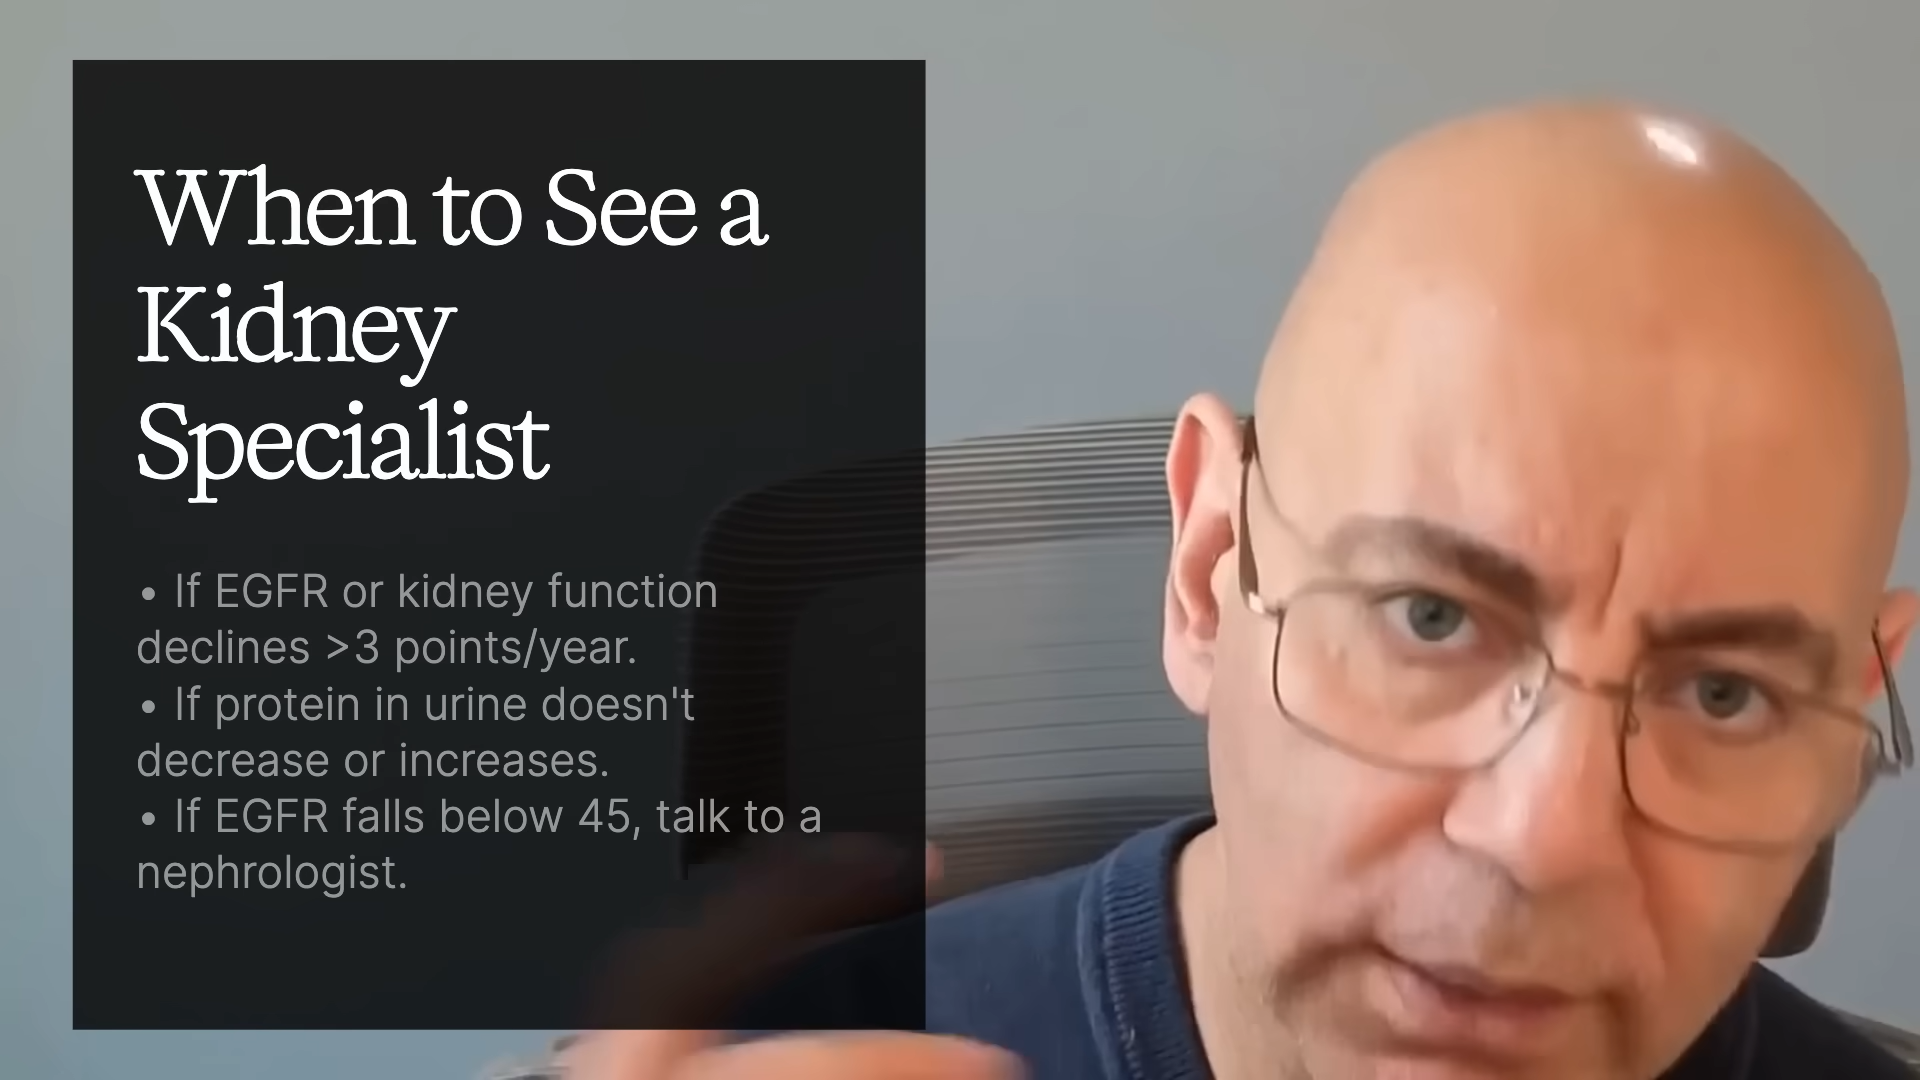 When to See a
Kidney
Specialist
• If EGFR or kidney function
declines >3 points/year.
• If protein in urine doesn't
decrease or increases.
• If EGFR falls below 45, talk to a
nephrologist.